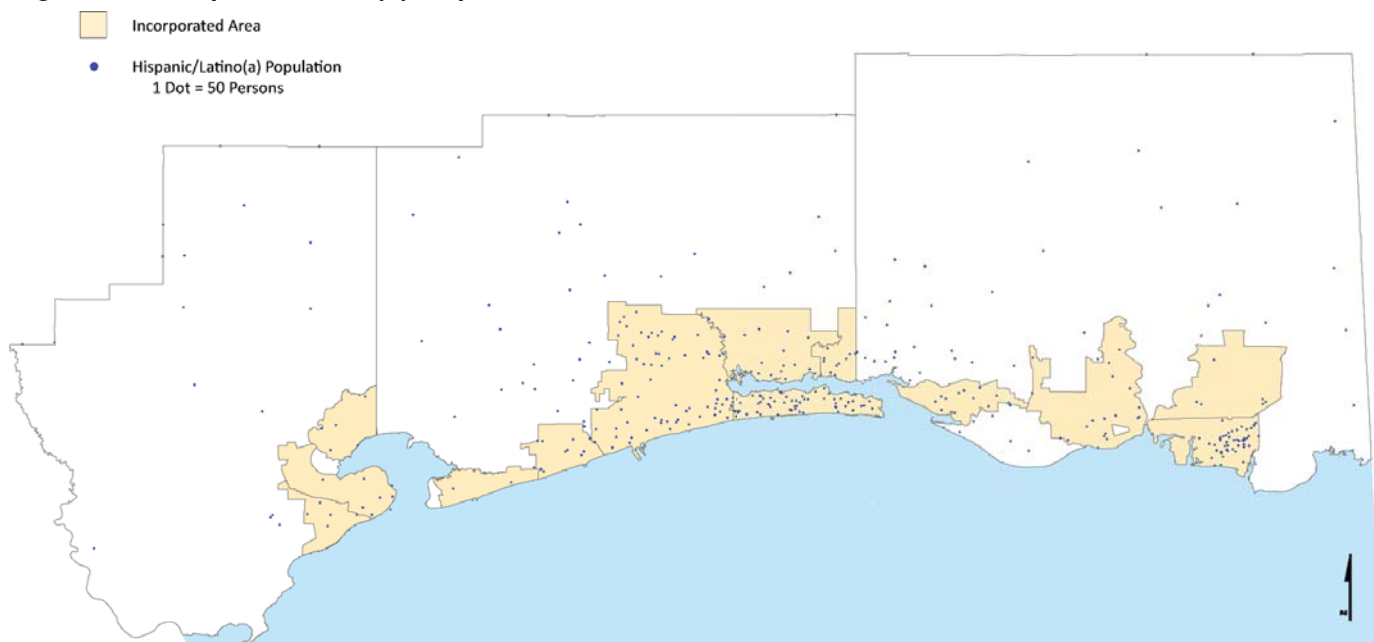 Incorporated Area
Hispanic/Latino(a) Population
1 Dot = 50 Persons
N